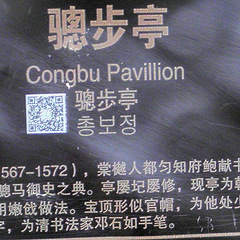 骢步亭
Congbu Pavillion
骢步亭
총보정
567-1572），棠樾人都匀知府鲍献书
骢马御史之典。亭屡圮屡修，现亭为
明嫩戗做法。宝顶形似官帽，为他处少
，为清书法家邓石如手笔。